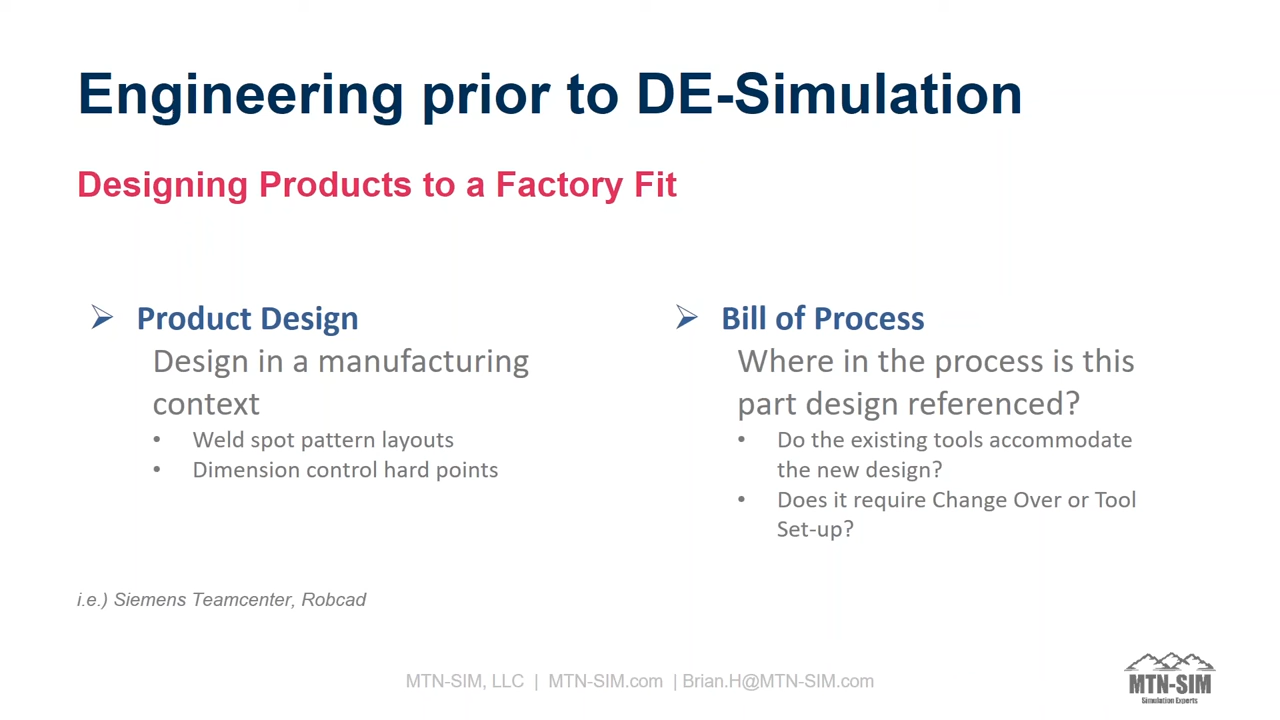 Engineering prior to DE-Simulation
Designing Products to a Factory Fit
➢ Product Design
Design in a manufacturing
context
• Weld spot pattern layouts
• Dimension control hard points
➢ Bill of Process
Where in the process is this
part design referenced?
• Do the existing tools accommodate
the new design?
• Does it require Change Over or Tool
Set-up?
i.e.) Siemens Teamcenter, Robcad
MTN-SIM, LLC | MTN-SIM.com | Brian.H@MTN-SIM.com
MTN-SIM
Simulation Experts